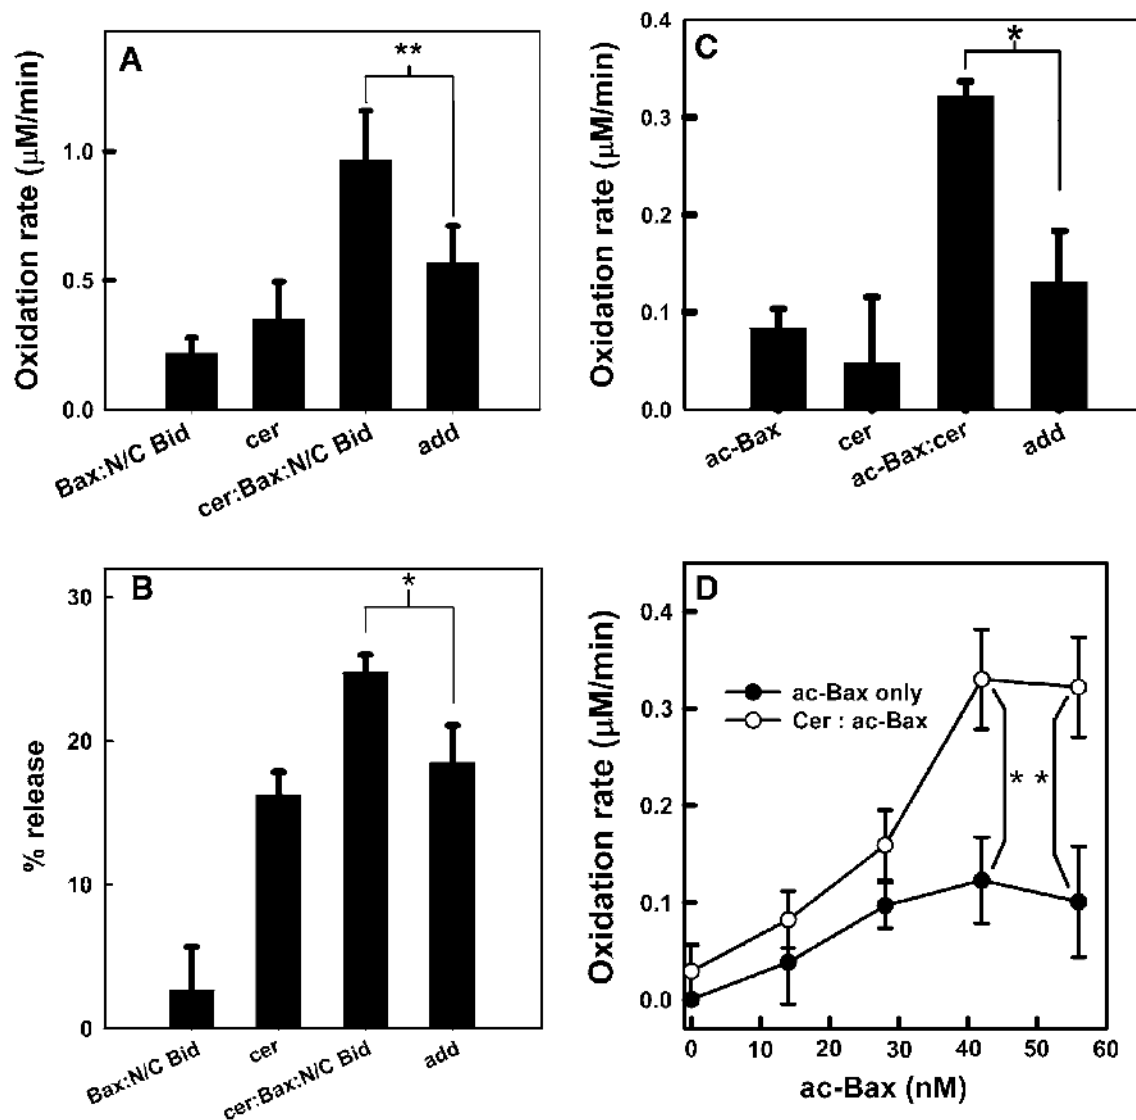 A
**
Oxidation rate (µM/min)
1.0
0.5
0.0
Bax:N/C Bid
cer
cer:Bax:N/C Bid
add
C
*
Oxidation rate (µM/min)
0.4
0.3
0.2
0.1
0.0
ac-Bax
cer
ac-Bax:cer
add
B
*
% release
30
20
10
0
Bax:N/C Bid
cer
cer:Bax:N/C Bid
add
D
ac-Bax only
Cer : ac-Bax
* *
Oxidation rate (µM/min)
0.4
0.3
0.2
0.1
0.0
0 10 20 30 40 50 60
ac-Bax (nM)